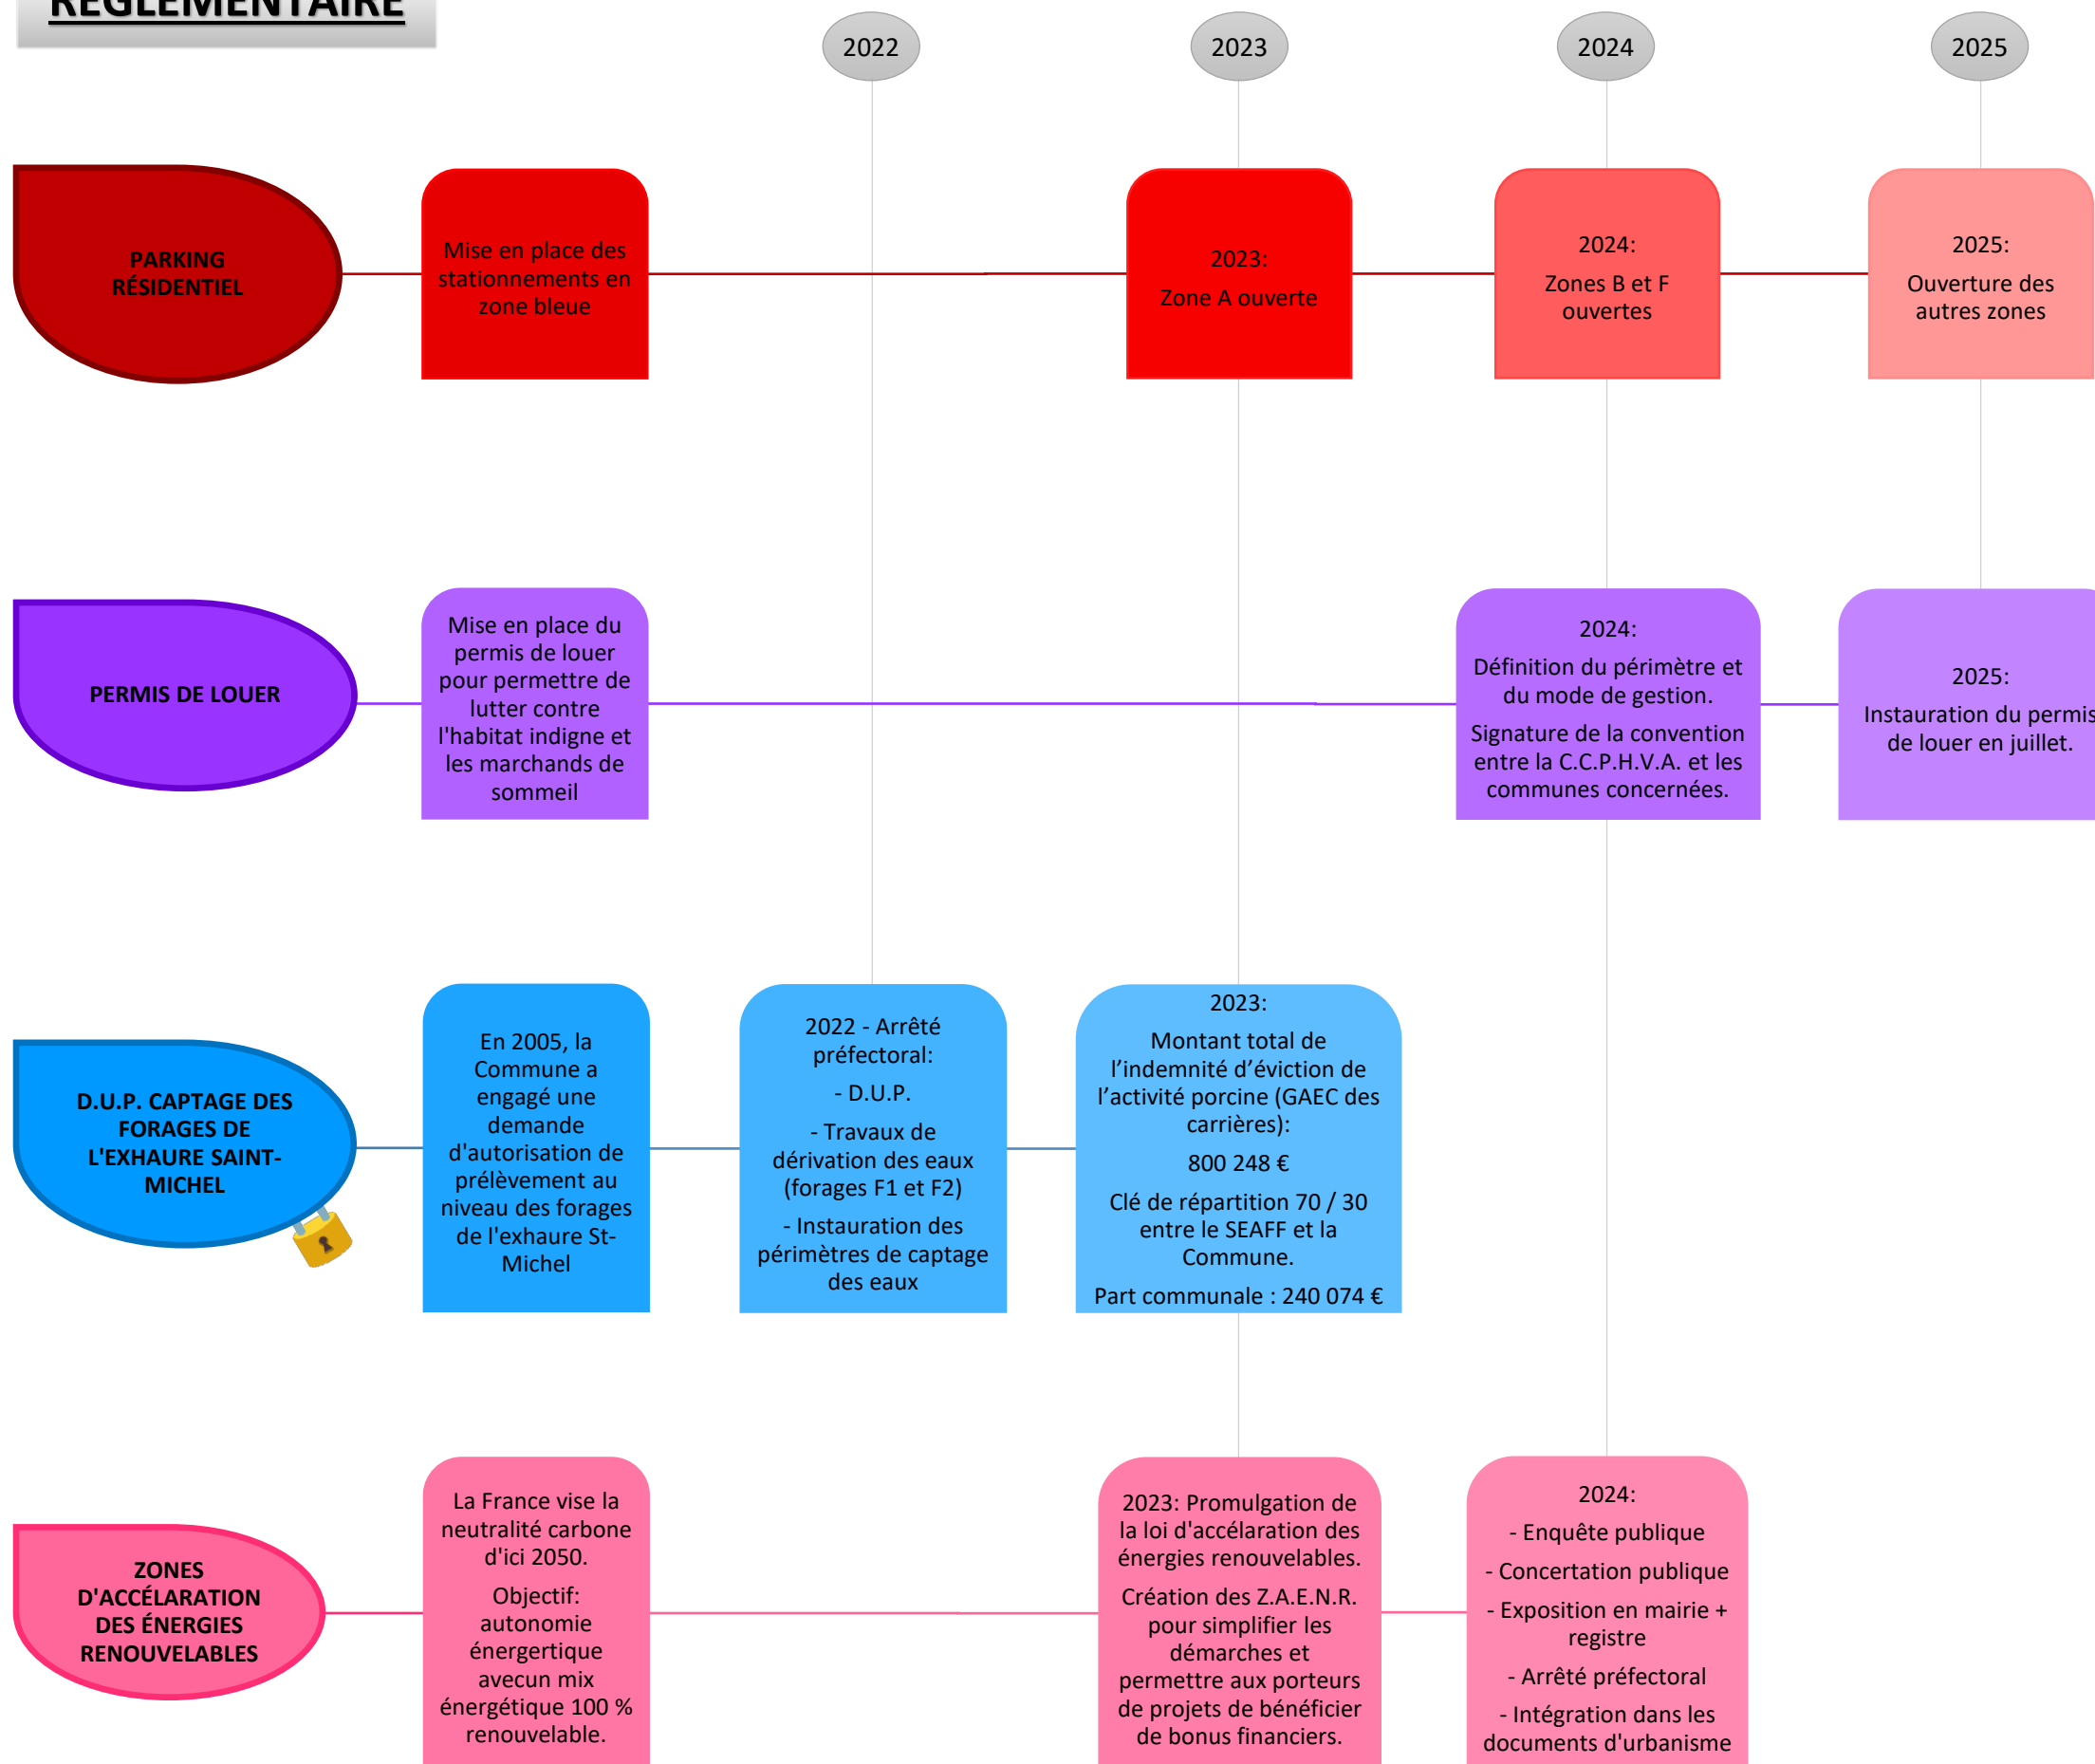 RÉGLEMENTAIRE
2022
2023
2024
2025
PARKING
RÉSIDENTIEL
Mise en place des
stationnements en
zone bleue
2023:
Zone A ouverte
2024:
Zones B et F
ouvertes
2025:
Ouverture des
autres zones
PERMIS DE LOUER
Mise en place du
permis de louer
pour permettre de
lutter contre
l'habitat indigne et
les marchands de
sommeil
2024:
Définition du périmètre et
du mode de gestion.
Signature de la convention
entre la C.C.P.H.V.A. et les
communes concernées.
2025:
Instauration du permis
de louer en juillet.
D.U.P. CAPTAGE DES
FORAGES DE
L'EXHAURE SAINT-
MICHEL
En 2005, la
Commune a
engagé une
demande
d'autorisation de
prélèvement au
niveau des forages
de l'exhaure St-
Michel
2022 - Arrêté
préfectoral:
- D.U.P.
- Travaux de
dérivation des eaux
(forages F1 et F2)
- Instauration des
périmètres de captage
des eaux
2023:
Montant total de
l’indemnité d’éviction de
l’activité porcine (GAEC des
carrières):
800 248 €
Clé de répartition 70 / 30
entre le SEAFF et la
Commune.
Part communale : 240 074 €
ZONES
D'ACCÉLARATION
DES ÉNERGIES
RENOUVELABLES
La France vise la
neutralité carbone
d'ici 2050.
Objectif:
autonomie
énergertique
avecun mix
énergétique 100 %
renouvelable.
2023: Promulgation de
la loi d'accélaration des
énergies renouvelables.
Création des Z.A.E.N.R.
pour simplifier les
démarches et
permettre aux porteurs
de projets de bénéficier
de bonus financiers.
2024:
- Enquête publique
- Concertation publique
- Exposition en mairie +
registre
- Arrêté préfectoral
- Intégration dans les
documents d'urbanisme